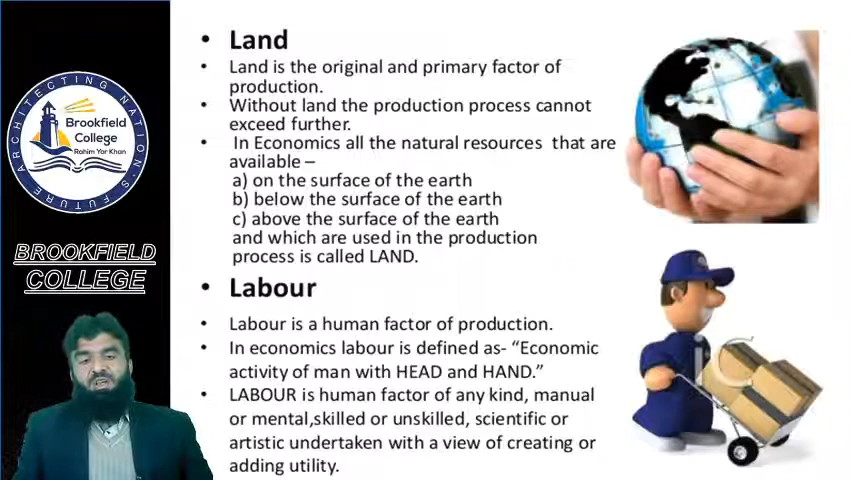 ARCHITECTING NATION'S FUTURE
Brookfield
College
Rahim Yar Khan
BROOKFIELD
COLLEGE
• Land
• Land is the original and primary factor of
production.
• Without land the production process cannot
exceed further.
• In Economics all the natural resources that are
available –
a) on the surface of the earth
b) below the surface of the earth
c) above the surface of the earth
and which are used in the production
process is called LAND.
• Labour
• Labour is a human factor of production.
• In economics labour is defined as- “Economic
activity of man with HEAD and HAND.”
• LABOUR is human factor of any kind, manual
or mental,skilled or unskilled, scientific or
artistic undertaken with a view of creating or
adding utility.